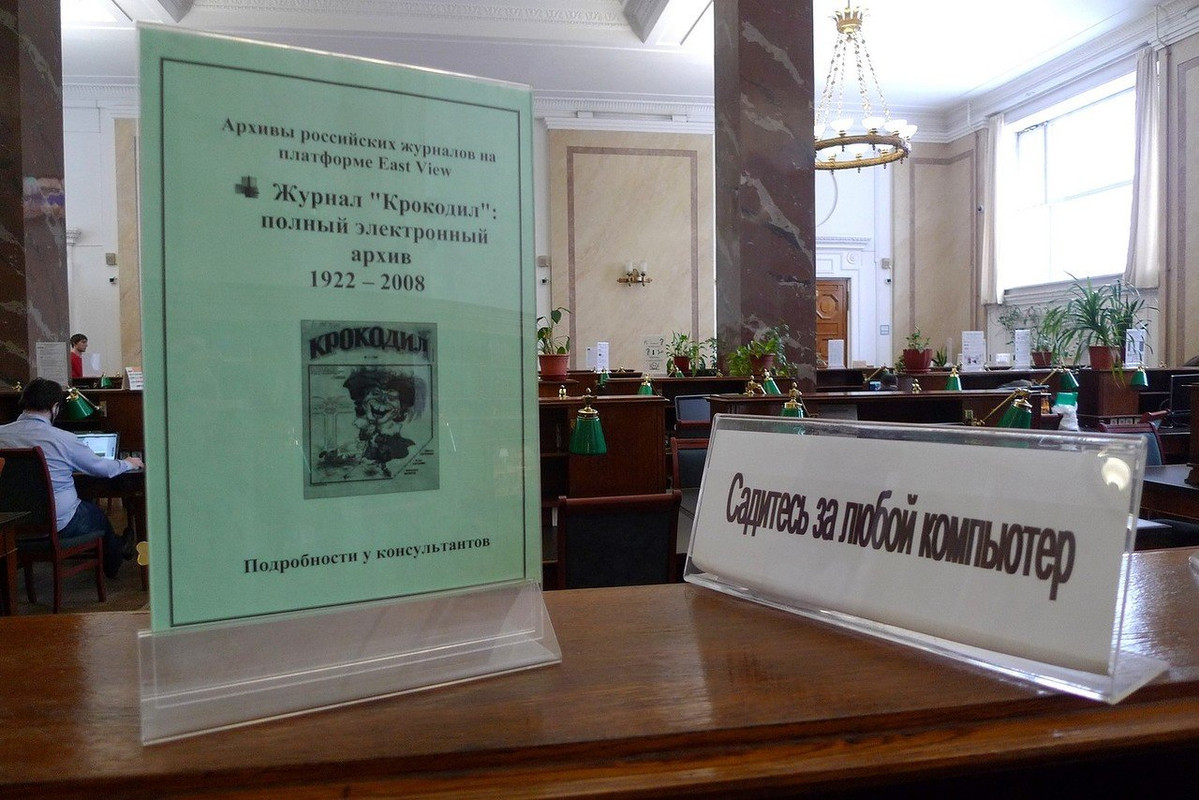 Архивы российских журналов на
платформе East View
Журнал "Крокодил":
полный электронный
архив
1922 – 2008
КРОКОДИЛ
Подробности у консультантов
Садитесь за любой компьютер